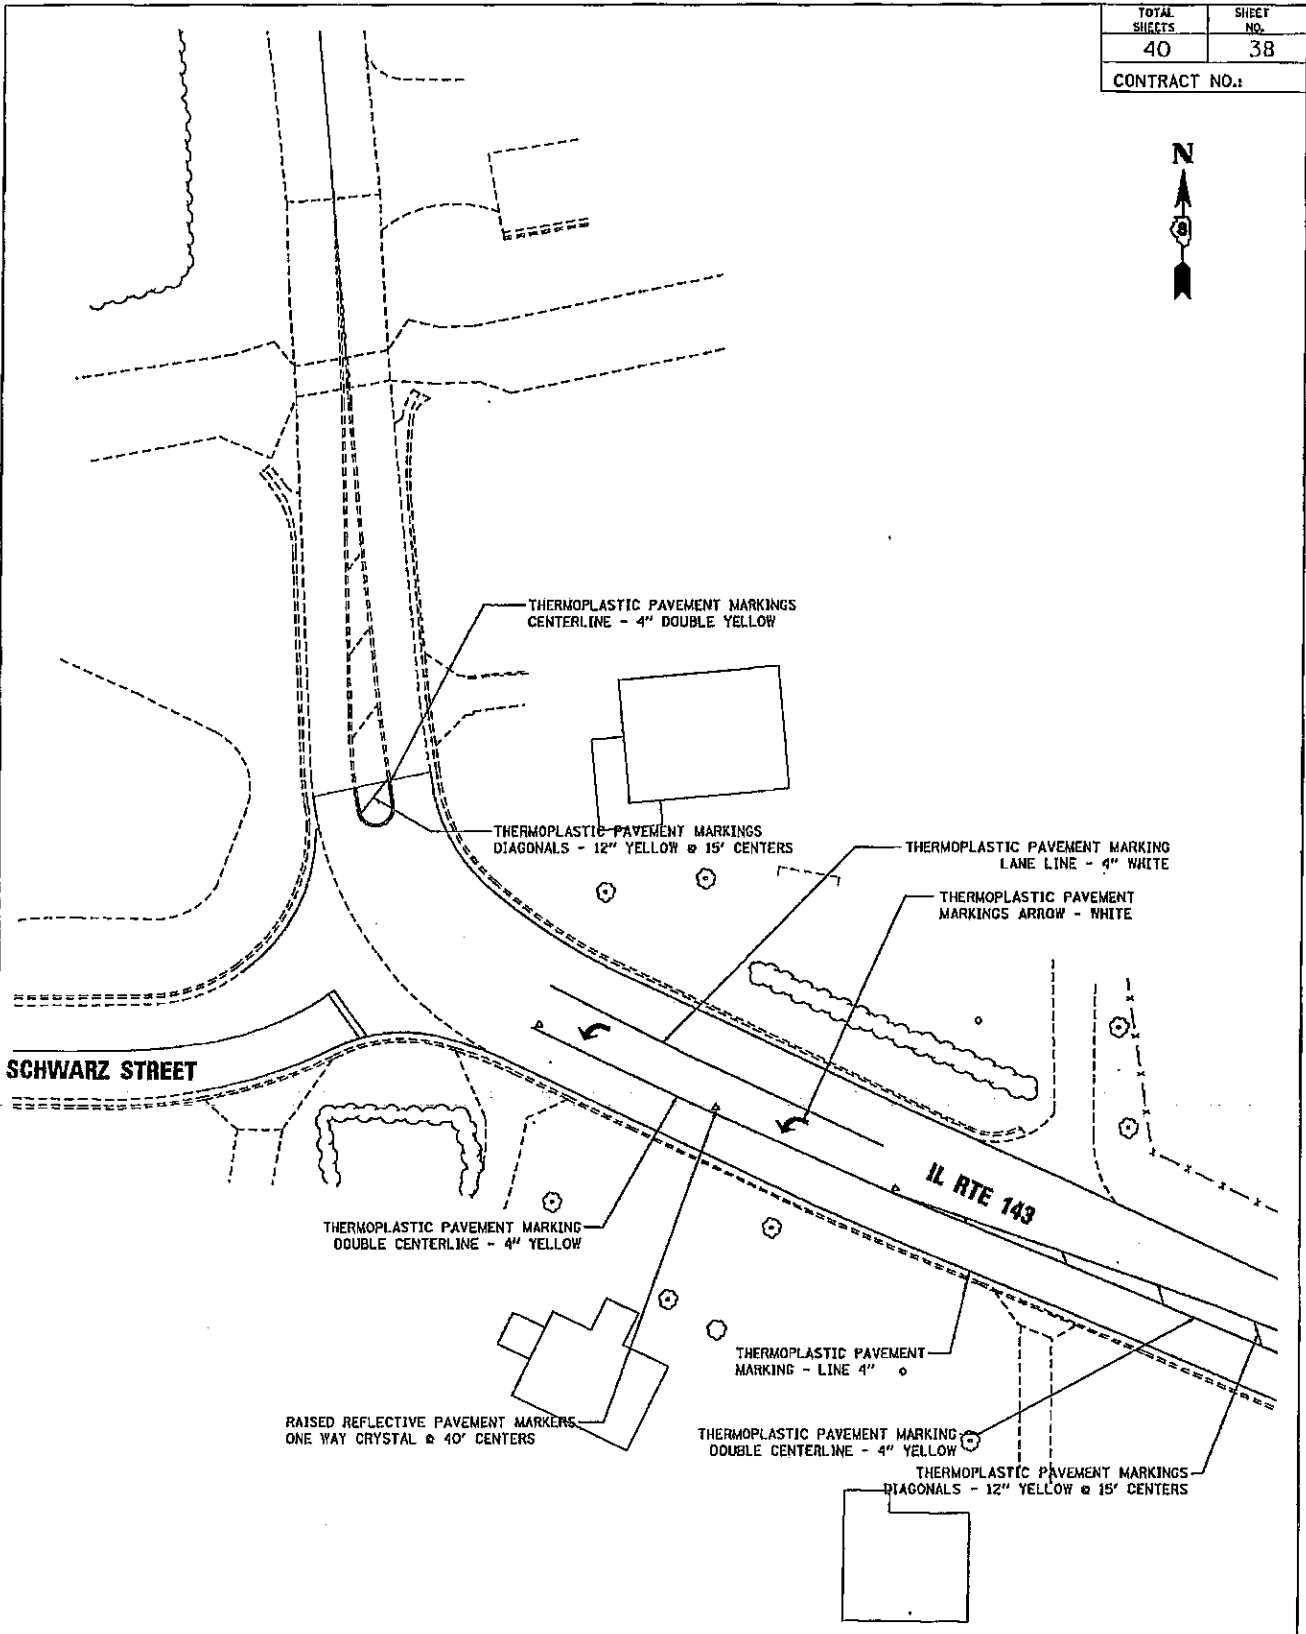 TOTAL SHEETS
SHEET NO.
40
38
CONTRACT NO.:
N
8
THERMOPLASTIC PAVEMENT MARKINGS
CENTERLINE - 4" DOUBLE YELLOW
THERMOPLASTIC PAVEMENT MARKINGS
DIAGONALS - 12" YELLOW @ 15' CENTERS
THERMOPLASTIC PAVEMENT MARKING
LANE LINE - 4" WHITE
THERMOPLASTIC PAVEMENT
MARKINGS ARROW - WHITE
SCHWARZ STREET
IL RTE 143
THERMOPLASTIC PAVEMENT MARKING
DOUBLE CENTERLINE - 4" YELLOW
THERMOPLASTIC PAVEMENT
MARKING - LINE 4"
RAISED REFLECTIVE PAVEMENT MARKERS
ONE WAY CRYSTAL @ 40' CENTERS
THERMOPLASTIC PAVEMENT MARKING
DOUBLE CENTERLINE - 4" YELLOW
THERMOPLASTIC PAVEMENT MARKINGS
DIAGONALS - 12" YELLOW @ 15' CENTERS